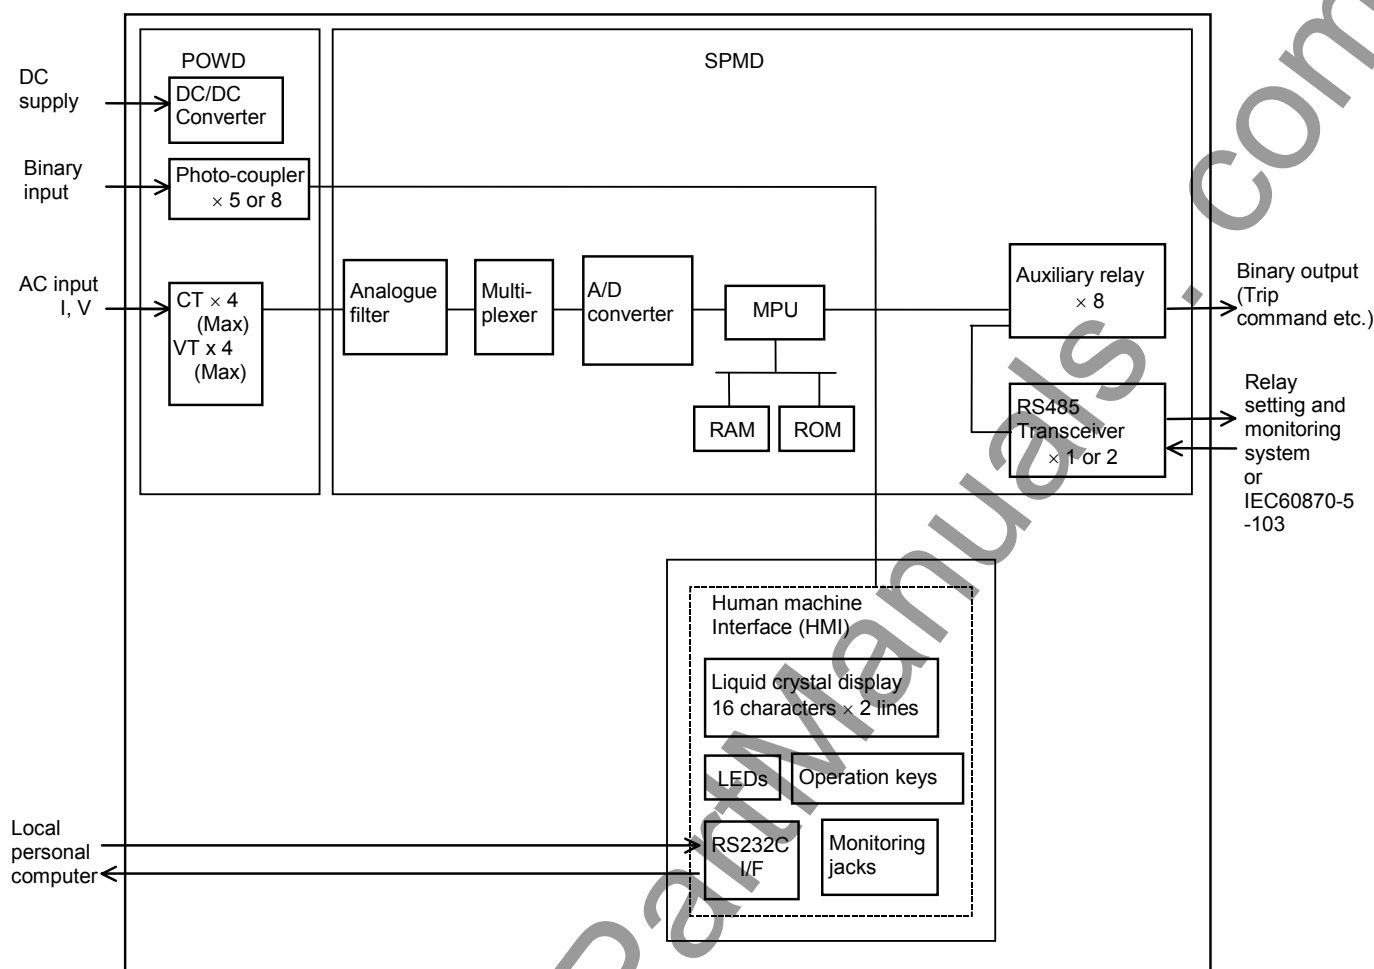 POWD
SPMD
DC
supply
DC/DC
Converter
Binary
input
Photo-coupler
× 5 or 8
AC input
I, V
CT × 4
(Max)
VT x 4
(Max)
Analogue
filter
Multi-
plexer
A/D
converter
MPU
RAM
ROM
Auxiliary relay
× 8
Binary output
(Trip
command etc.)
RS485
Transceiver
× 1 or 2
Relay
setting and
monitoring
system
or
IEC60870-5
-103
Human machine
Interface (HMI)
Liquid crystal display
16 characters × 2 lines
LEDs
Operation keys
Local
personal
computer
RS232C
I/F
Monitoring
jacks
PartManuals.com